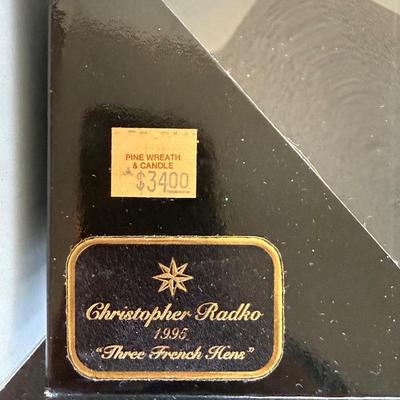 PINE WREATH
& CANDLE
$34.00
Christopher Radko
1995
"Three French Hens"